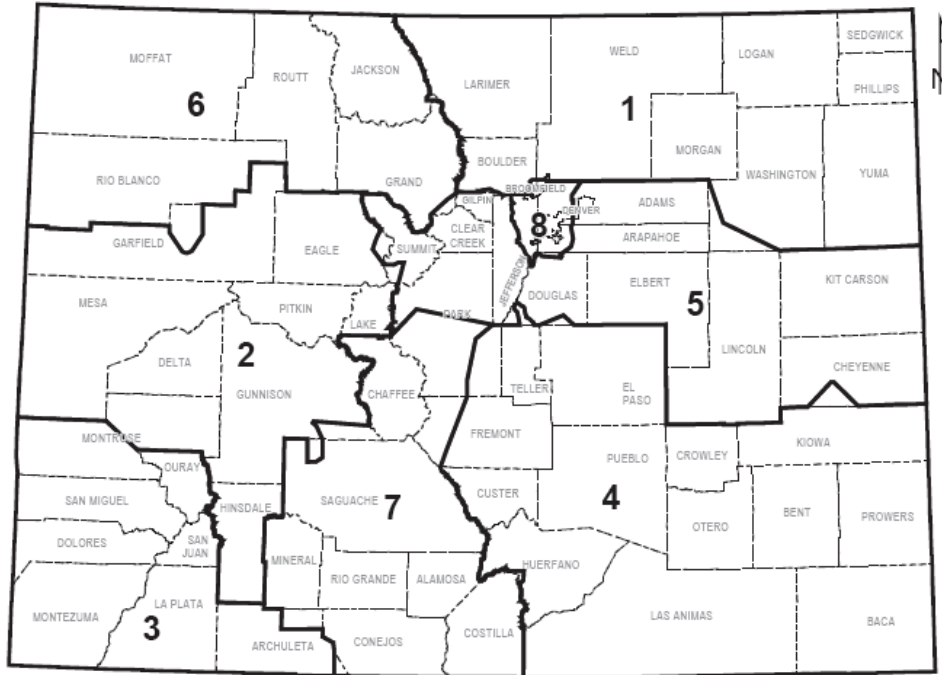 SEDGWICK
WELD
LOGAN
MOFFAT
JACKSON
ROUTT
LARIMER
PHILLIPS
N
6
1
MORGAN
BOULDER
WASHINGTON
YUMA
RIO BLANCO
GRAND
BROOMFIELD
GILPIN
DENVER
ADAMS
8
CLEAR
CREEK
ARAPAHOE
GARFIELD
EAGLE
SUMMIT
JEFFERSON
ELBERT
KIT CARSON
MESA
PITKIN
DOUGLAS
5
LAKE
PARK
LINCOLN
DELTA
2
CHEYENNE
GUNNISON
CHAFFEE
TELLER
EL
PASO
MONTROSE
FREMONT
KIOWA
OURAY
PUEBLO
CROWLEY
SAN MIGUEL
HINSDALE
SAGUACHE
7
CUSTER
4
OTERO
BENT
PROWERS
DOLORES
SAN
JUAN
MINERAL
RIO GRANDE
ALAMOSA
HUERFANO
MONTEZUMA
LA PLATA
3
LAS ANIMAS
BACA
ARCHULETA
CONEJOS
COSTILLA